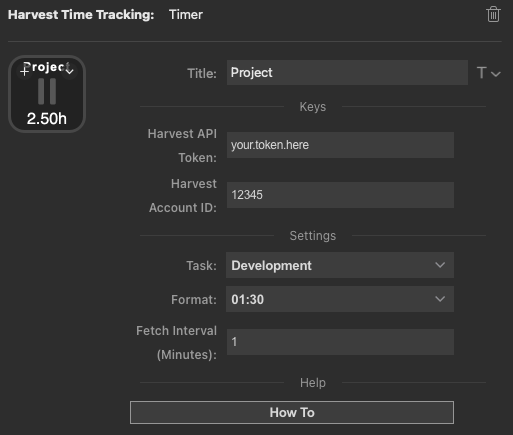 Harvest Time Tracking: Timer
Project
2.50h
Title: Project
T
Keys
Harvest API
Token:
your.token.here
Harvest
Account ID:
12345
Settings
Task: Development
Format: 01:30
Fetch Interval
(Minutes):
1
Help
How To